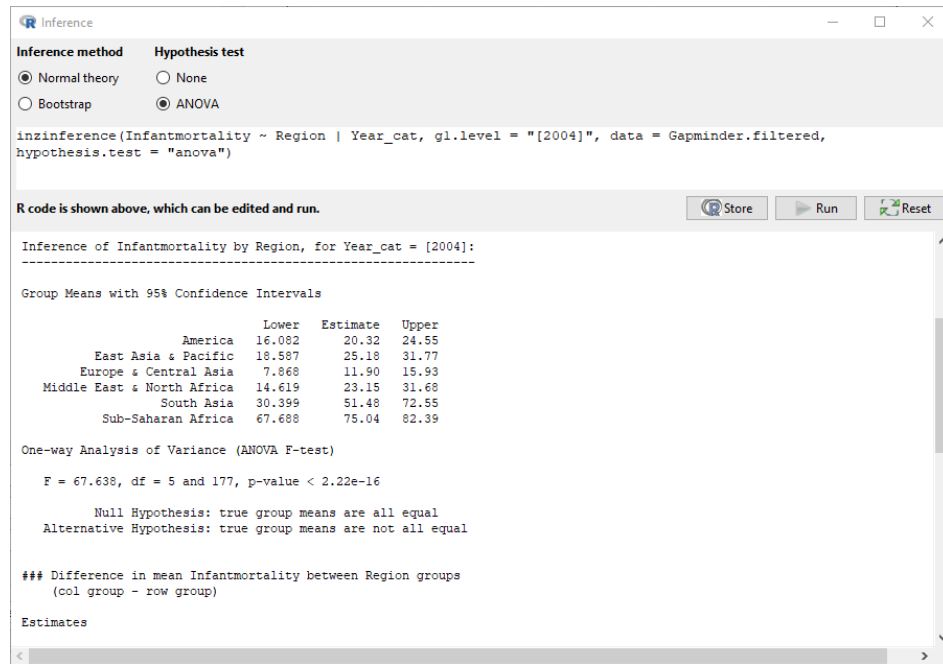 Inference
Inference method Hypothesis test
Normal theory None
Bootstrap ANOVA
inzinference(Infantmortality ~ Region | Year_cat, g1.level = "[2004]", data = Gapminder.filtered,
hypothesis.test = "anova")
R code is shown above, which can be edited and run. Store Run Reset
Inference of Infantmortality by Region, for Year_cat = [2004]:
--------------------------------------------------------------
Group Means with 95% Confidence Intervals
Lower Estimate Upper
America 16.082 20.32 24.55
East Asia & Pacific 18.587 25.18 31.77
Europe & Central Asia 7.868 11.90 15.93
Middle East & North Africa 14.619 23.15 31.68
South Asia 30.399 51.48 72.55
Sub-Saharan Africa 67.688 75.04 82.39
One-way Analysis of Variance (ANOVA F-test)
F = 67.638, df = 5 and 177, p-value < 2.22e-16
Null Hypothesis: true group means are all equal
Alternative Hypothesis: true group means are not all equal
### Difference in mean Infantmortality between Region groups
(col group - row group)
Estimates